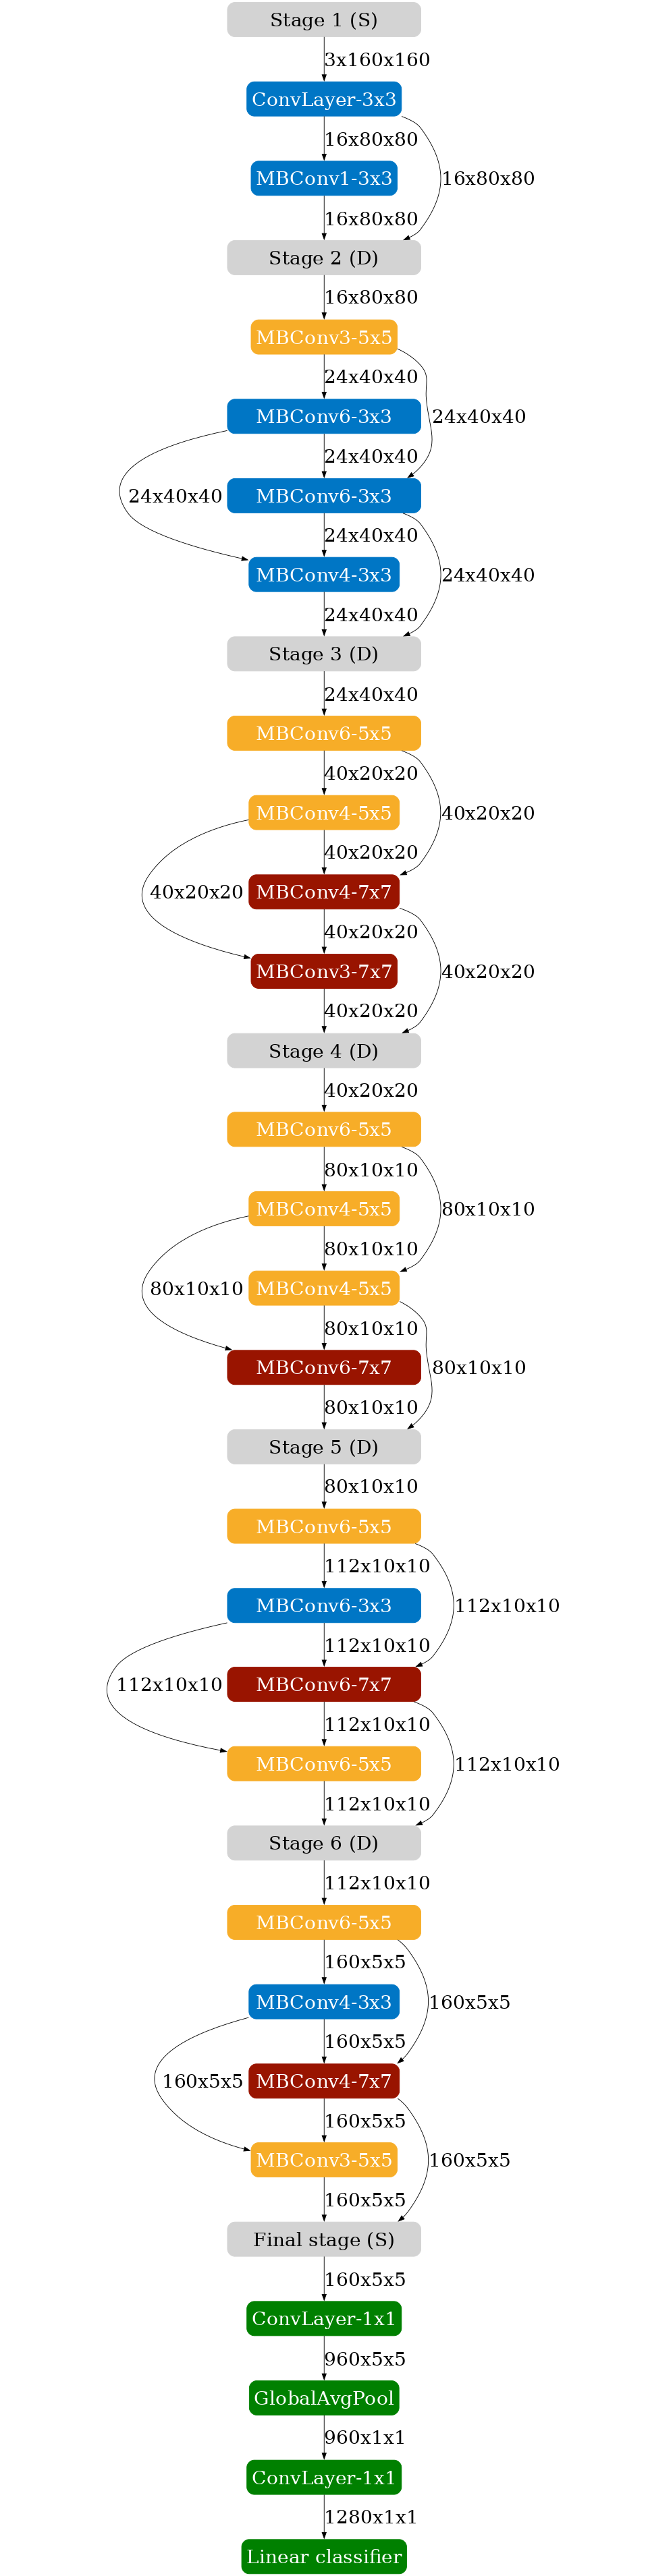 Stage 1 (S)
3x160x160
ConvLayer-3x3
16x80x80
MBConv1-3x3
16x80x80
16x80x80
Stage 2 (D)
16x80x80
MBConv3-5x5
24x40x40
MBConv6-3x3
24x40x40
24x40x40
MBConv6-3x3
24x40x40
24x40x40
MBConv4-3x3
24x40x40
24x40x40
Stage 3 (D)
24x40x40
MBConv6-5x5
40x20x20
MBConv4-5x5
40x20x20
40x20x20
MBConv4-7x7
40x20x20
40x20x20
MBConv3-7x7
40x20x20
40x20x20
Stage 4 (D)
40x20x20
MBConv6-5x5
80x10x10
MBConv4-5x5
80x10x10
80x10x10
MBConv4-5x5
80x10x10
80x10x10
MBConv6-7x7
80x10x10
80x10x10
Stage 5 (D)
80x10x10
MBConv6-5x5
112x10x10
MBConv6-3x3
112x10x10
112x10x10
MBConv6-7x7
112x10x10
112x10x10
MBConv6-5x5
112x10x10
112x10x10
Stage 6 (D)
112x10x10
MBConv6-5x5
160x5x5
MBConv4-3x3
160x5x5
160x5x5
MBConv4-7x7
160x5x5
160x5x5
MBConv3-5x5
160x5x5
160x5x5
Final stage (S)
160x5x5
ConvLayer-1x1
960x5x5
GlobalAvgPool
960x1x1
ConvLayer-1x1
1280x1x1
Linear classifier